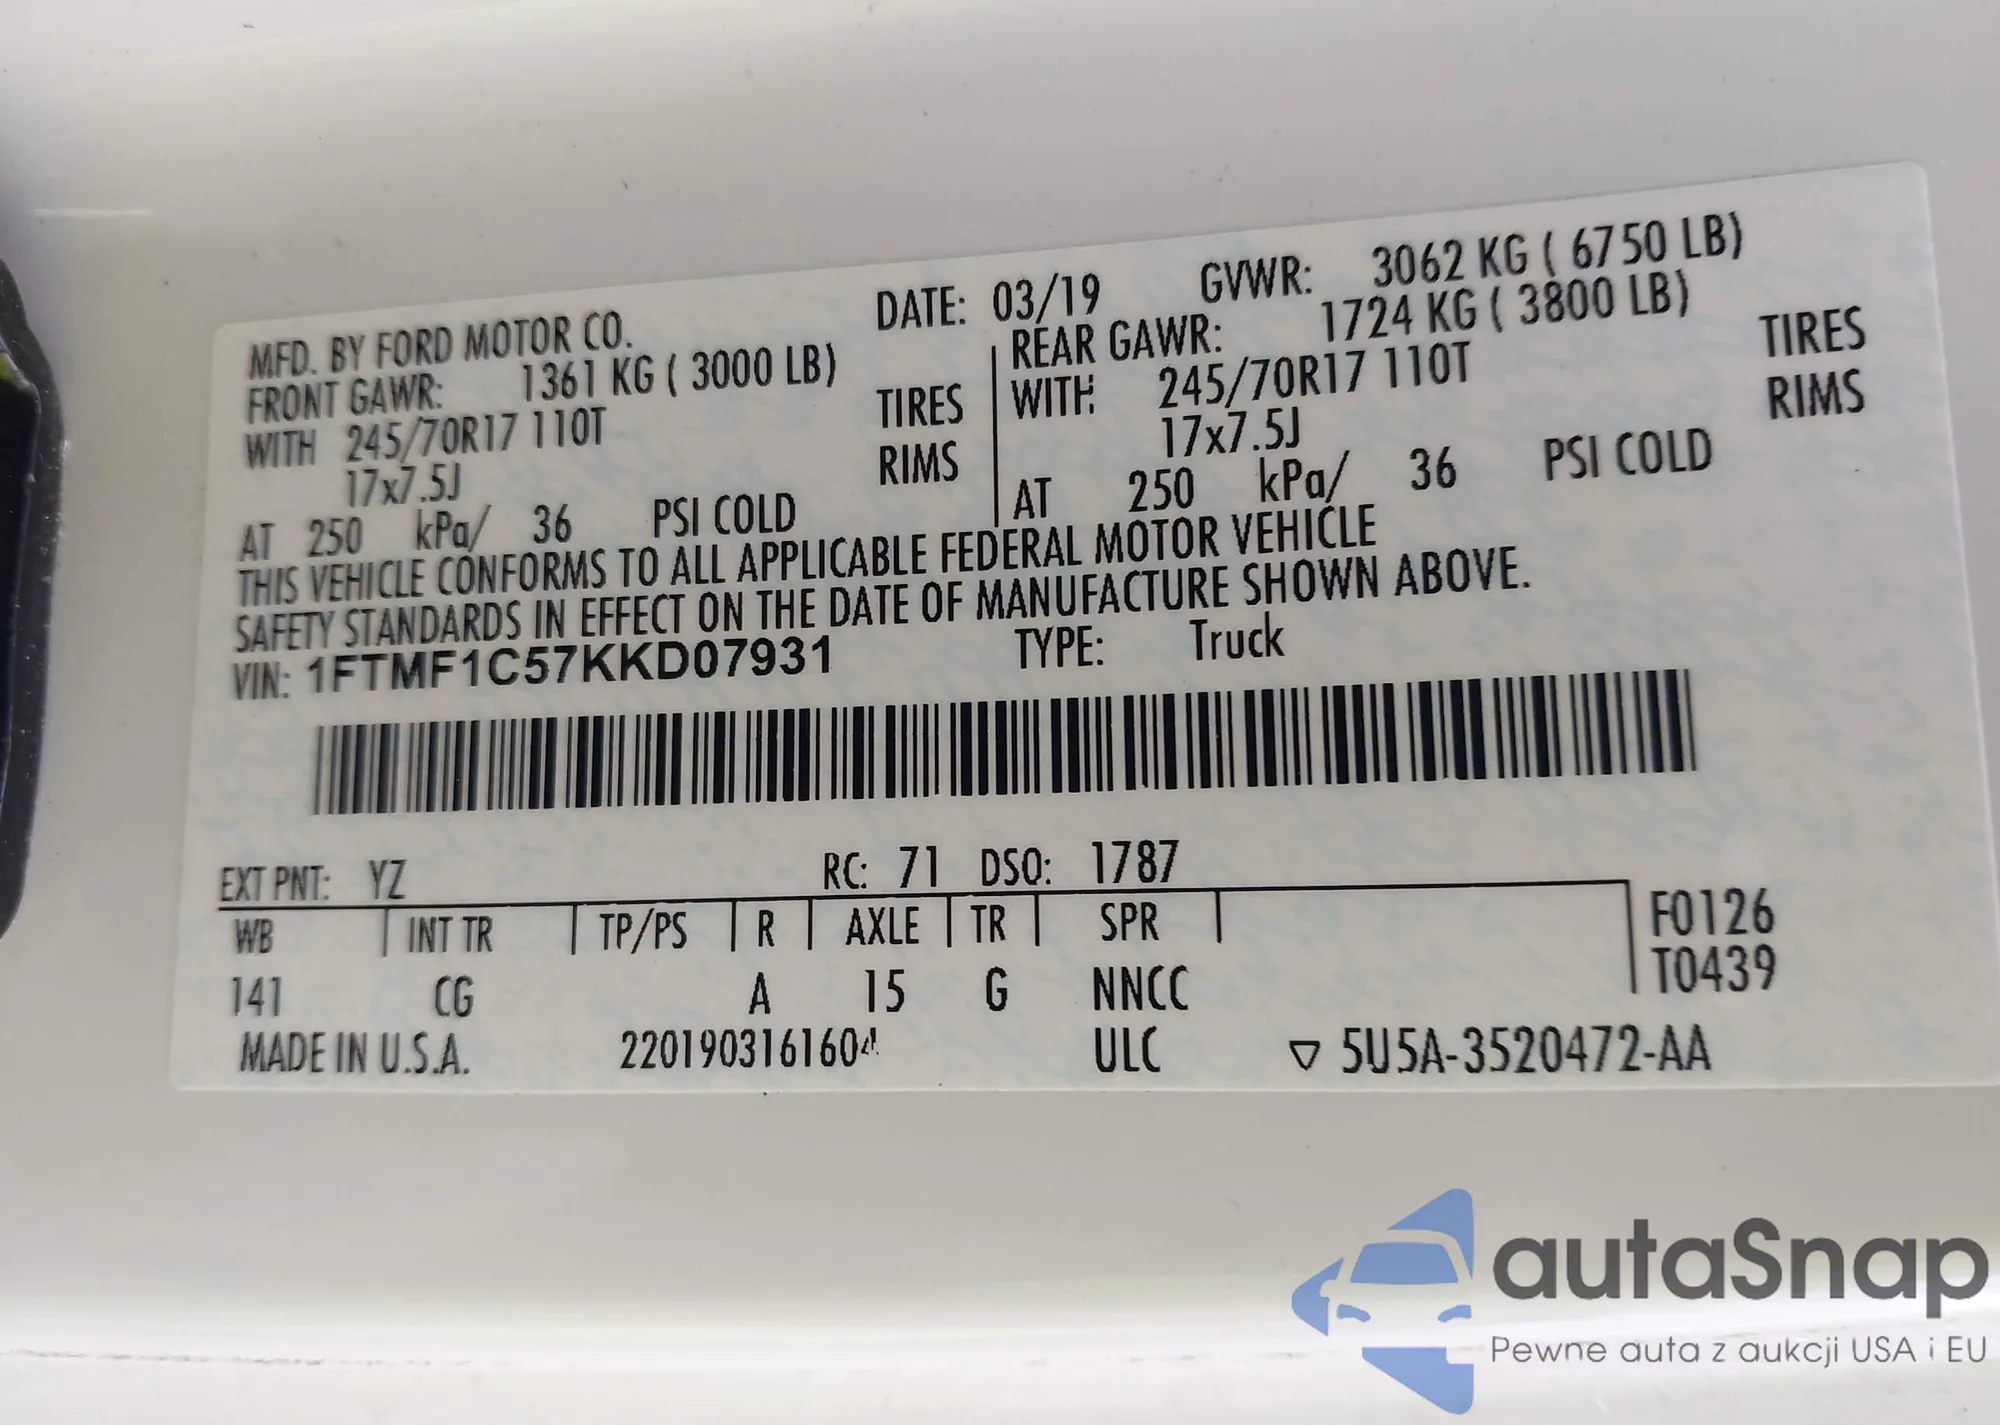 MFD. BY FORD MOTOR CO. DATE: 03/19 GVWR: 3062 KG ( 6750 LB)
FRONT GAWR: 1361 KG ( 3000 LB) REAR GAWR: 1724 KG ( 3800 LB)
WITH 245/70R17 110T TIRES WITH 245/70R17 110T TIRES
17x7.5J RIMS 17x7.5J RIMS
AT 250 kPa/ 36 PSI COLD AT 250 kPa/ 36 PSI COLD
THIS VEHICLE CONFORMS TO ALL APPLICABLE FEDERAL MOTOR VEHICLE
SAFETY STANDARDS IN EFFECT ON THE DATE OF MANUFACTURE SHOWN ABOVE.
VIN: 1FTMF1C57KKD07931 TYPE: Truck
EXT PNT: YZ RC: 71 DSO: 1787
WB INT TR TP/PS R AXLE TR SPR F0126
T0439
141 CG A 15 G NNCC
MADE IN U.S.A. 2201903161604 ULC ▽ 5U5A-3520472-AA
autaSnap
Pewne auta z aukcji USA i EU